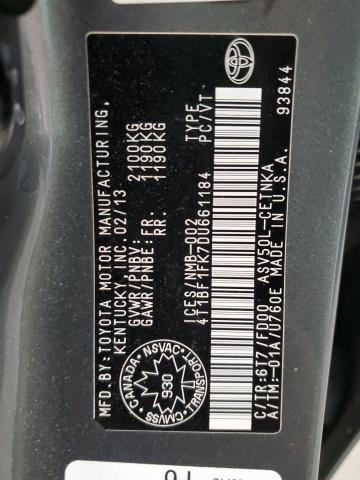 MFD.BY:TOYOTA MOTOR MANUFACTURING,
KENTUCKY, INC. 02/13
GVWR/PNBV: 2100KG
GAWR/PNBE:FR. 1190KG
RR. 1190KG
CANADA
NSVAC
930
TRANSPORT
CMVSS
ICES/NMB-002
4T1BF1FK7DU661184
TYPE
PC/VT
C/TR:6T7/FD00 ASV50L-CETNKA
A/TM:-01A/U760E MADE IN U.S.A.
93844